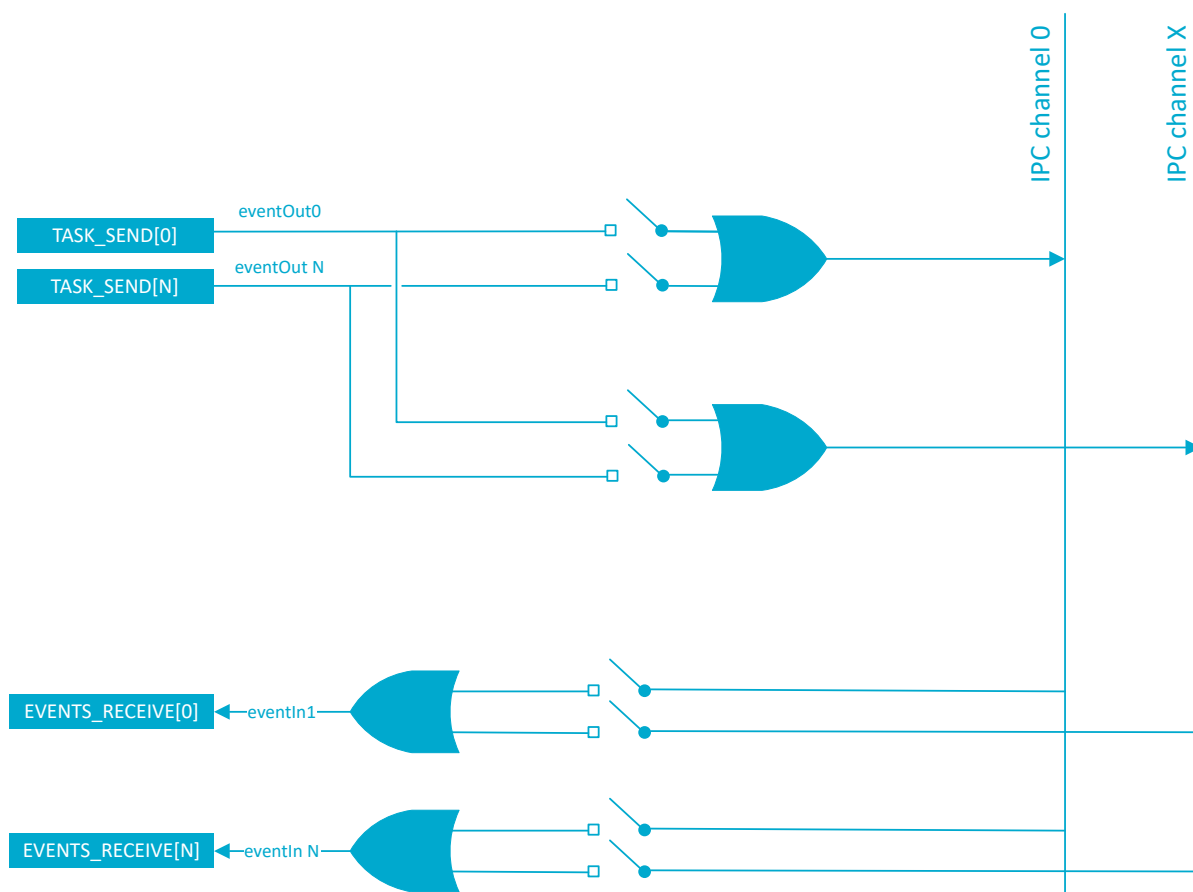 IPC channel 0
IPC channel X
eventOut0
TASK_SEND[0]
eventOut N
TASK_SEND[N]
EVENTS_RECEIVE[0]
eventIn1
EVENTS_RECEIVE[N]
eventIn N